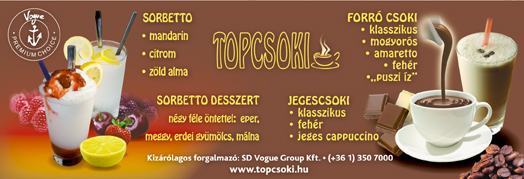 Vogue
• PREMIUM CHOICE •
SORBETTO
• mandarin
• citrom
• zöld alma
TOPCSOKI
FORRÓ CSOKI
• klasszikus
• mogyorós
• amaretto
• fehér
• „puszi íz”
SORBETTO DESSZERT
négy féle öntettel: eper,
meggy, erdei gyümölcs, málna
JEGESCSOKI
• klasszikus
• fehér
• jeges cappuccino
Kizárólagos forgalmazó: SD Vogue Group Kft. • (+36 1) 350 7000
www.topcsoki.hu